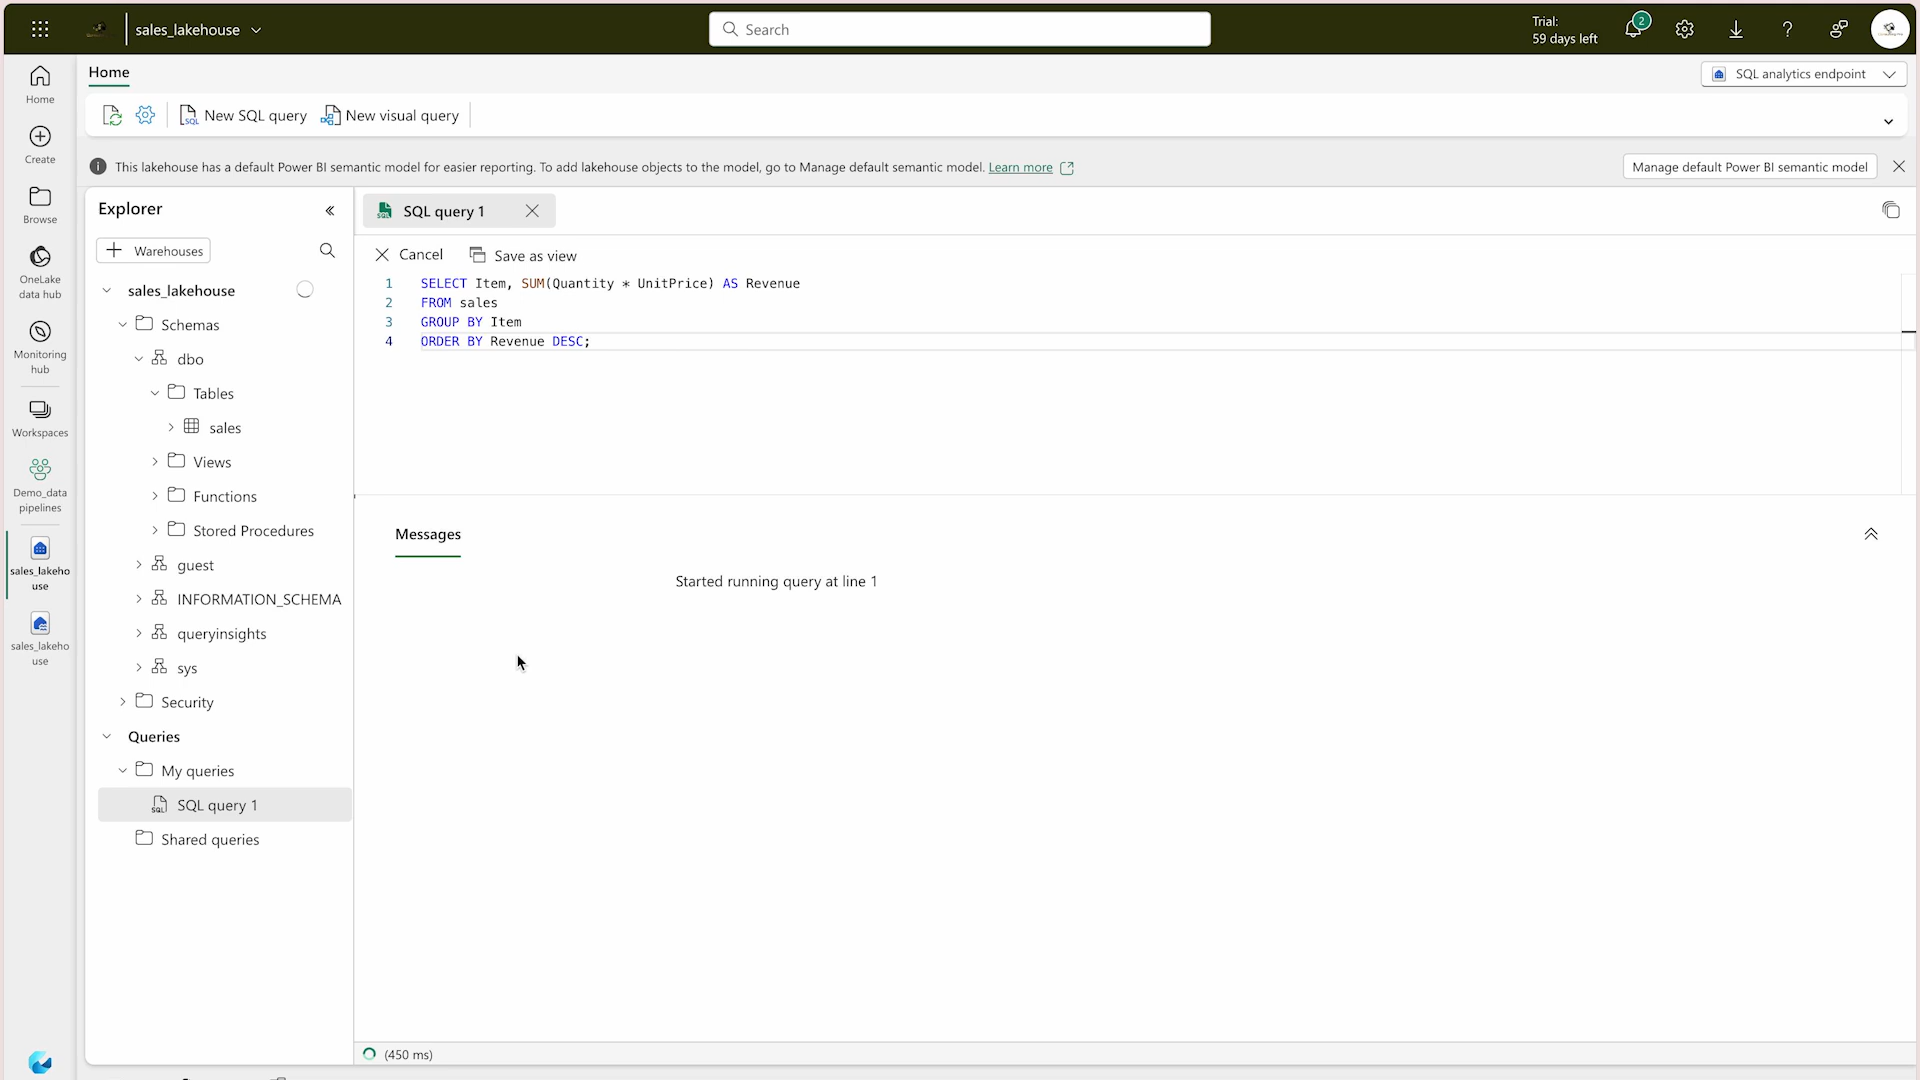 sales_lakehouse
Search
Trial:
59 days left
2
Home
SQL analytics endpoint
New SQL query
New visual query
This lakehouse has a default Power BI semantic model for easier reporting. To add lakehouse objects to the model, go to Manage default semantic model. Learn more
Manage default Power BI semantic model
Home
Create
Browse
OneLake
data hub
Monitoring
hub
Workspaces
Demo_data
pipelines
sales_lakeho
use
sales_lakeho
use
Explorer
Warehouses
sales_lakehouse
Schemas
dbo
Tables
sales
Views
Functions
Stored Procedures
guest
INFORMATION_SCHEMA
queryinsights
sys
Security
Queries
My queries
SQL query 1
Shared queries
SQL query 1
Cancel
Save as view
1 SELECT Item, SUM(Quantity * UnitPrice) AS Revenue
2 FROM sales
3 GROUP BY Item
4 ORDER BY Revenue DESC;
Messages
Started running query at line 1
(450 ms)